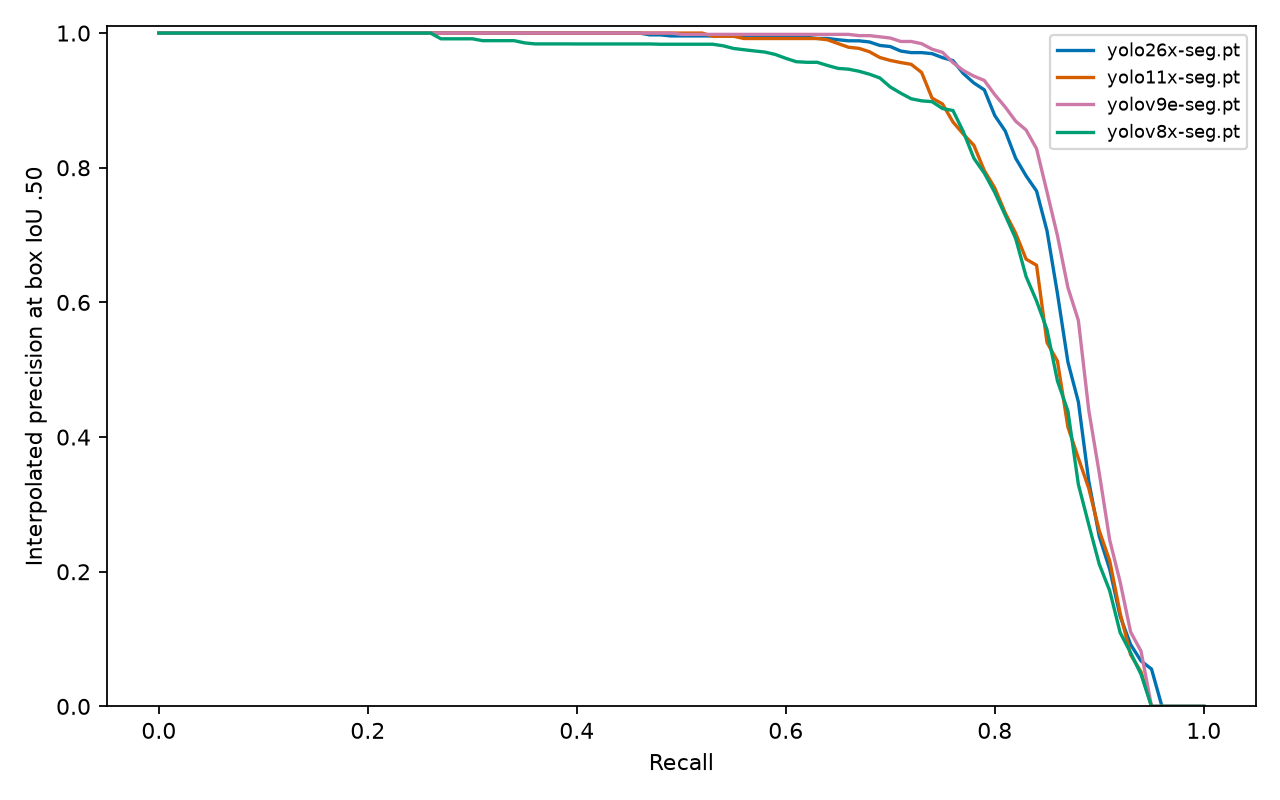 1.0
0.8
0.6
0.4
0.2
0.0
Interpolated precision at box IoU .50
0.0 0.2 0.4 0.6 0.8 1.0
Recall
yolo26x-seg.pt
yolo11x-seg.pt
yolov9e-seg.pt
yolov8x-seg.pt